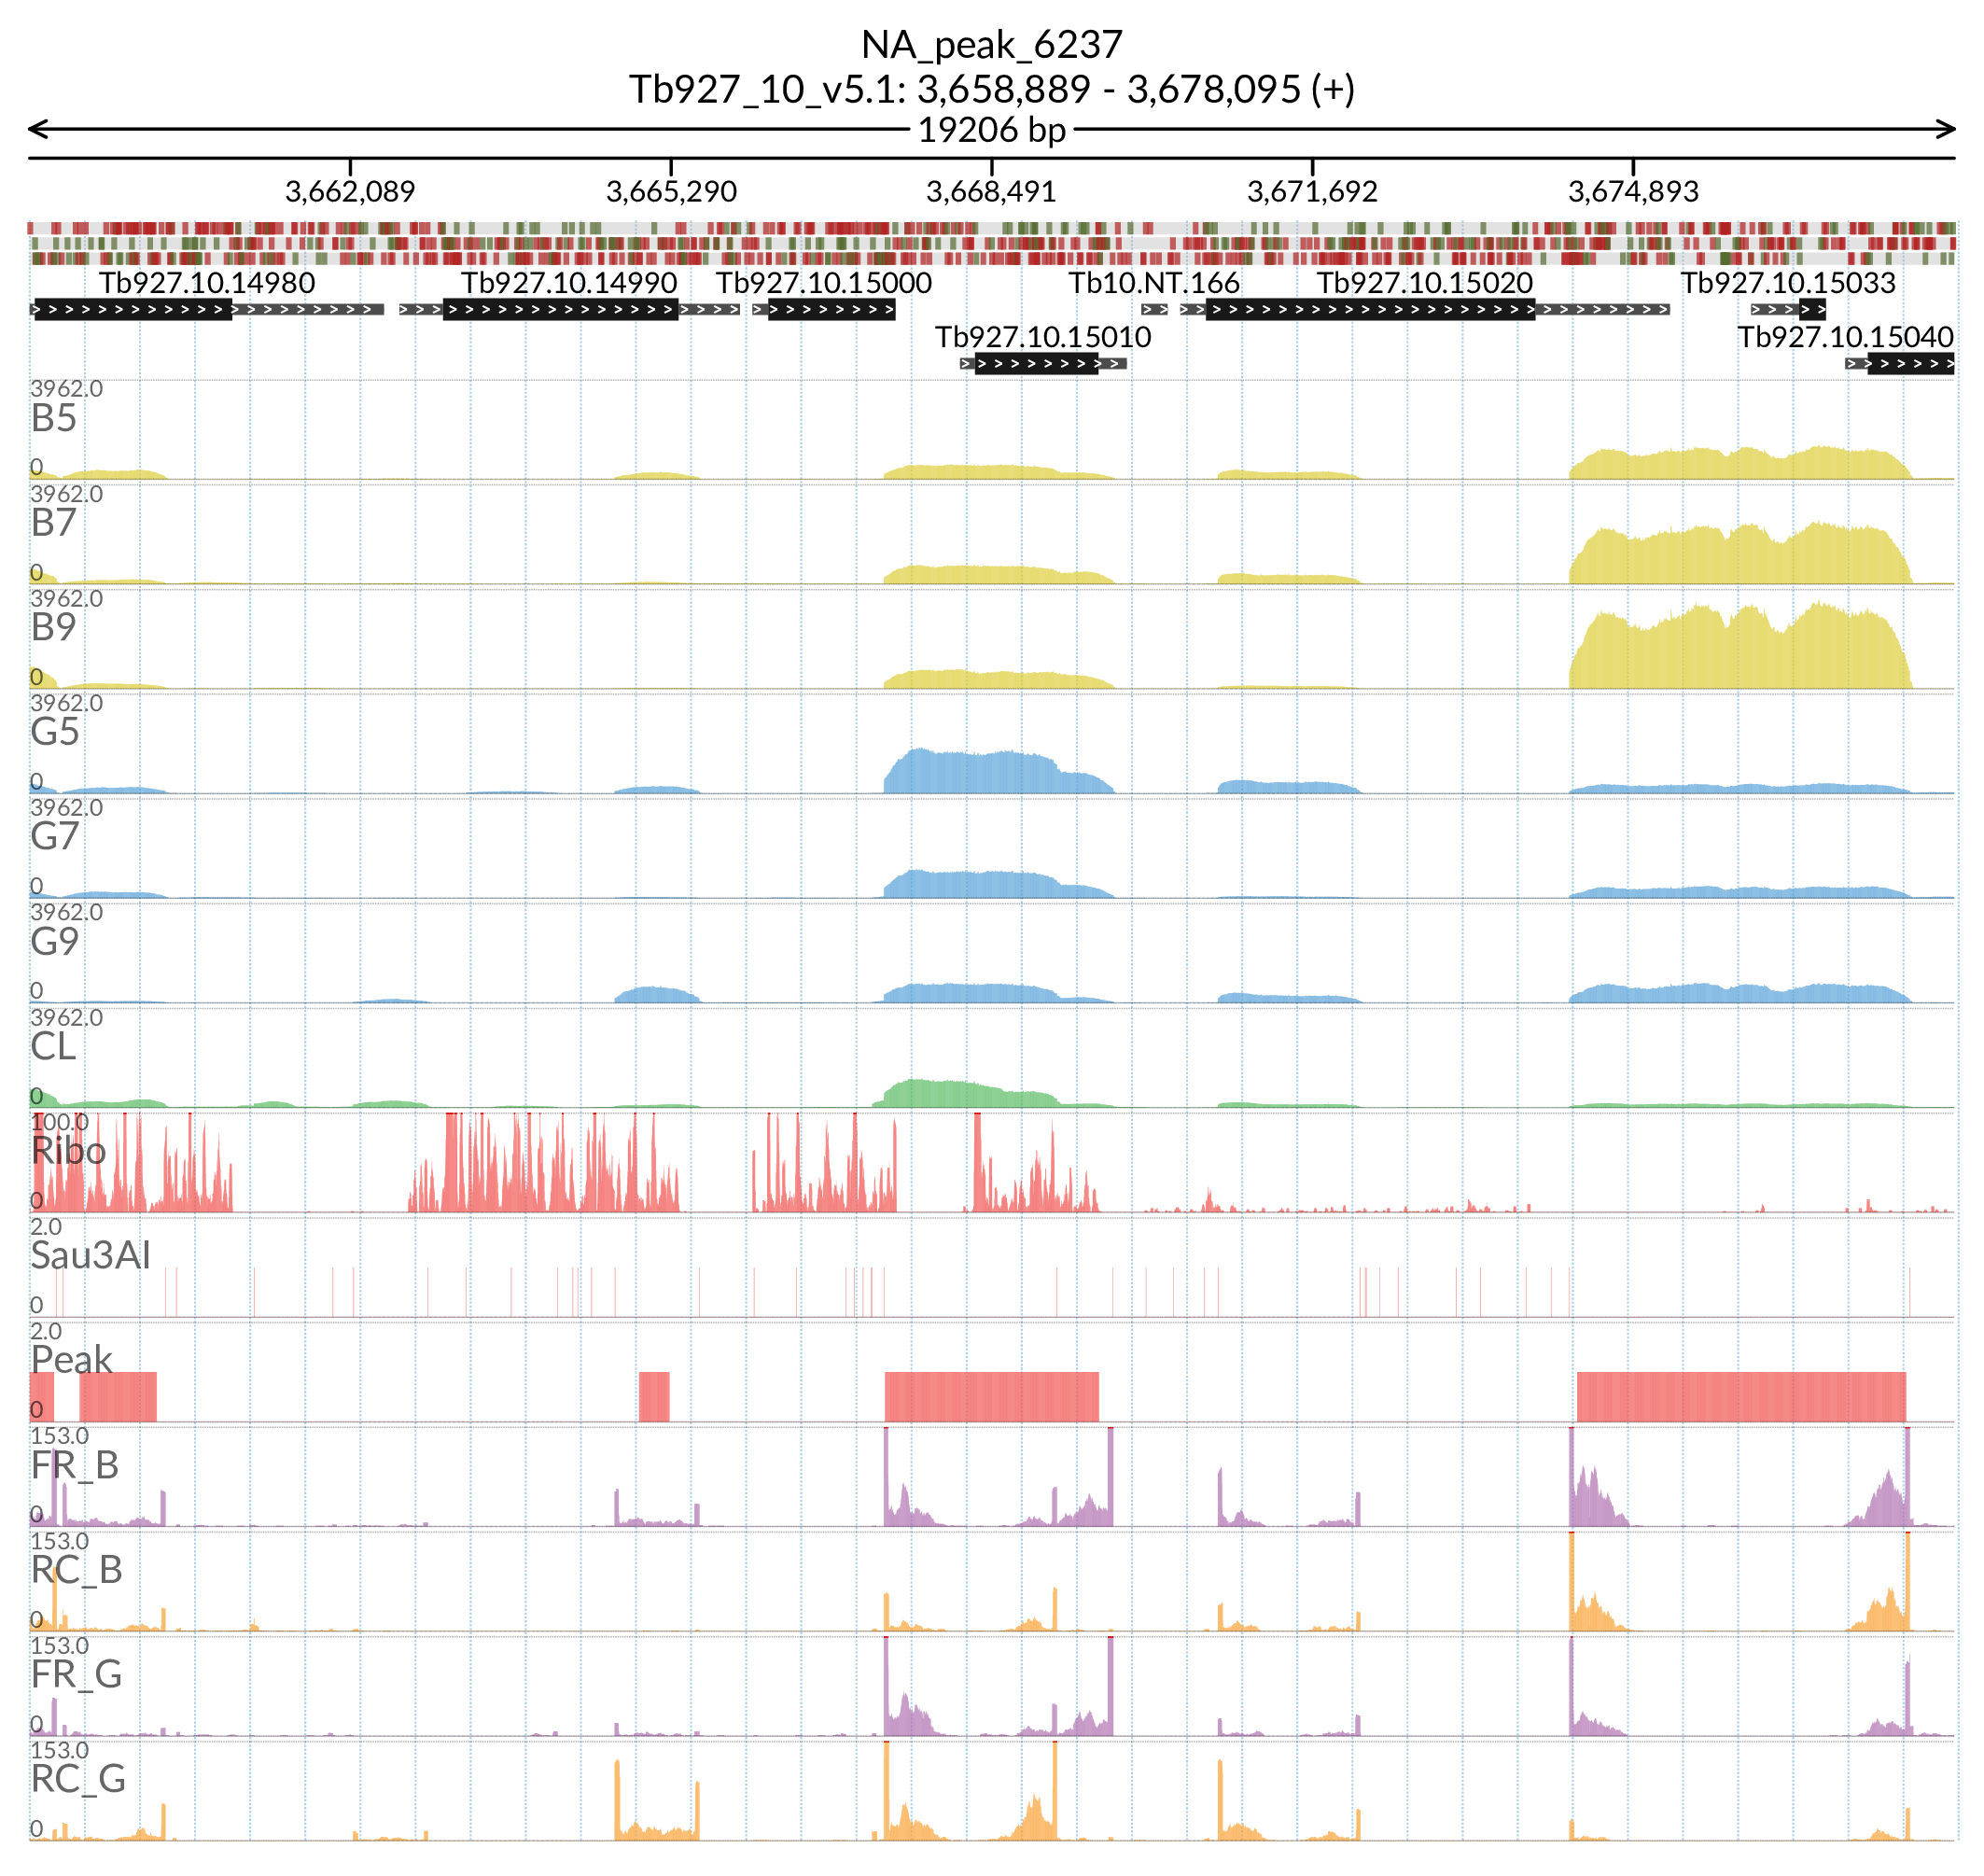 NA_peak_6237
Tb927_10_v5.1: 3,658,889 - 3,678,095 (+)
19206 bp
3,662,089 3,665,290 3,668,491 3,671,692 3,674,893
Tb927.10.14980 Tb927.10.14990 Tb927.10.15000 Tb10.NT.166 Tb927.10.15020 Tb927.10.15033
Tb927.10.15010 Tb927.10.15040
3962.0
B5
0
3962.0
B7
0
3962.0
B9
0
3962.0
G5
0
3962.0
G7
0
3962.0
G9
0
3962.0
CL
0
100.0
Ribo
0
2.0
Sau3AI
0
2.0
Peak
0
153.0
FR_B
0
153.0
RC_B
0
153.0
FR_G
0
153.0
RC_G
0